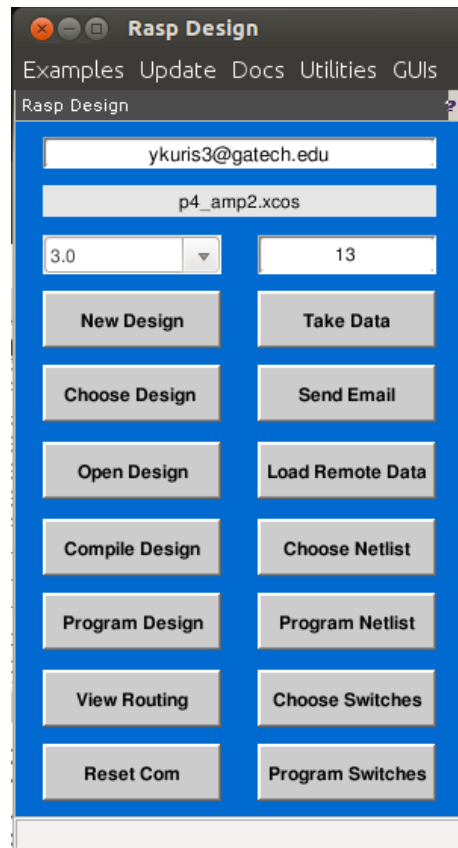 Rasp Design
Examples Update Docs Utilities GUIs
Rasp Design ?
ykuris3@gatech.edu
p4_amp2.xcos
3.0 13
New Design Take Data
Choose Design Send Email
Open Design Load Remote Data
Compile Design Choose Netlist
Program Design Program Netlist
View Routing Choose Switches
Reset Com Program Switches